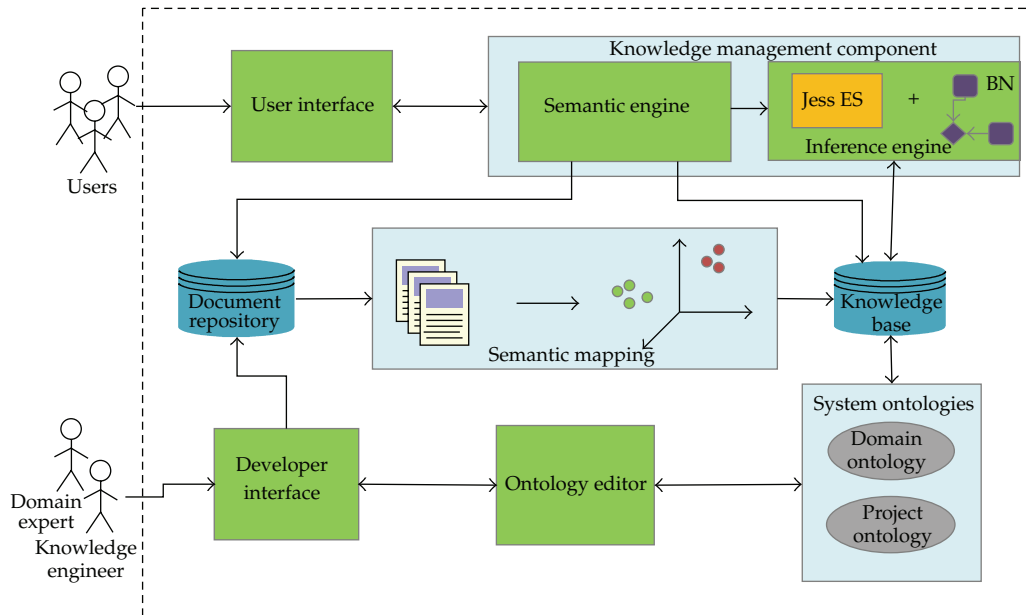 Knowledge management component
User interface
Semantic engine
Jess ES
+
BN
Inference engine
Users
Document
repository
Semantic mapping
Knowledge
base
System ontologies
Domain
ontology
Project
ontology
Developer
interface
Ontology editor
Domain
expert
Knowledge
engineer